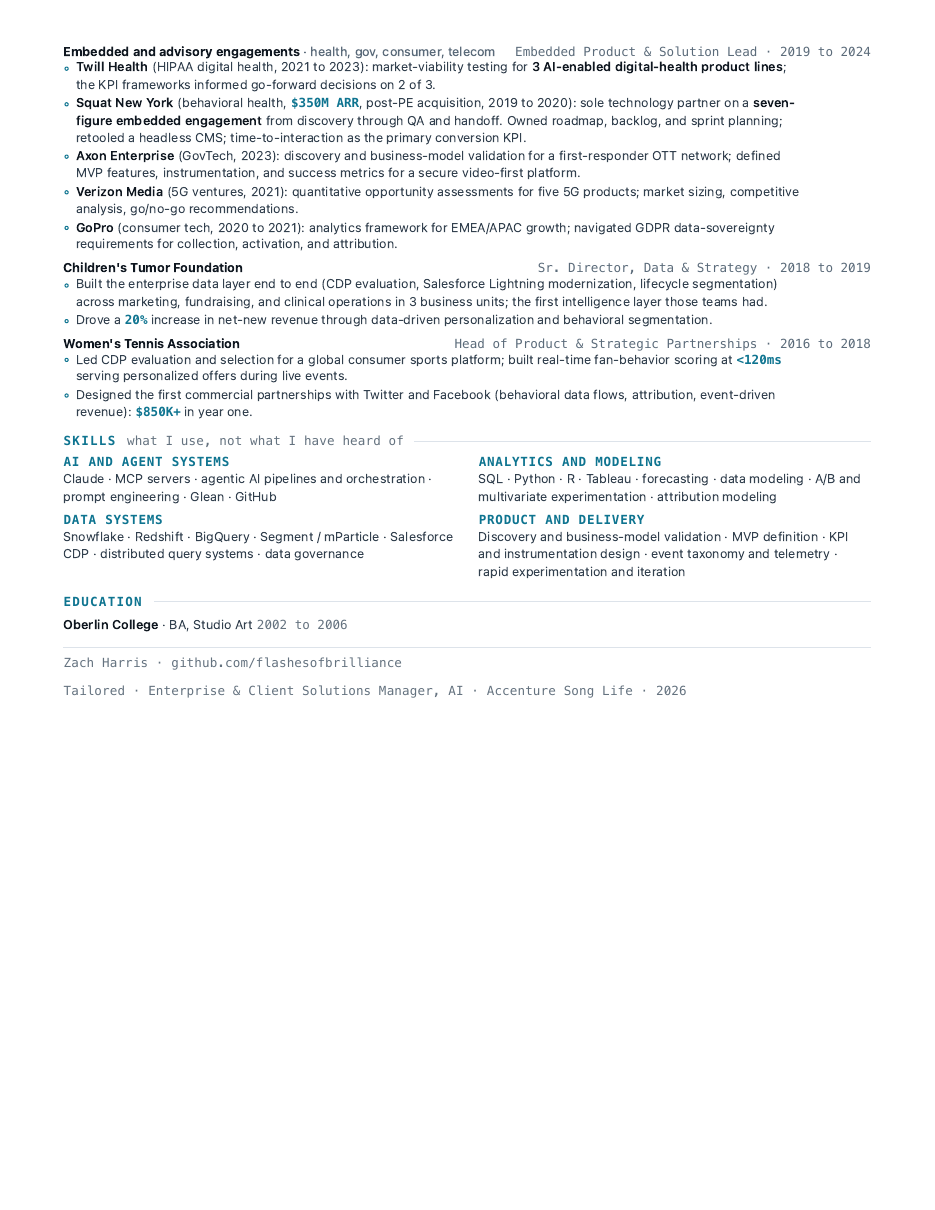 Embedded and advisory engagements · health, gov, consumer, telecom Embedded Product & Solution Lead · 2019 to 2024
Twill Health (HIPAA digital health, 2021 to 2023): market-viability testing for 3 AI-enabled digital-health product lines;
the KPI frameworks informed go-forward decisions on 2 of 3.
Squat New York (behavioral health, $350M ARR, post-PE acquisition, 2019 to 2020): sole technology partner on a seven-
figure embedded engagement from discovery through QA and handoff. Owned roadmap, backlog, and sprint planning;
retooled a headless CMS; time-to-interaction as the primary conversion KPI.
Axon Enterprise (GovTech, 2023): discovery and business-model validation for a first-responder OTT network; defined
MVP features, instrumentation, and success metrics for a secure video-first platform.
Verizon Media (5G ventures, 2021): quantitative opportunity assessments for five 5G products; market sizing, competitive
analysis, go/no-go recommendations.
GoPro (consumer tech, 2020 to 2021): analytics framework for EMEA/APAC growth; navigated GDPR data-sovereignty
requirements for collection, activation, and attribution.
Children's Tumor Foundation Sr. Director, Data & Strategy · 2018 to 2019
Built the enterprise data layer end to end (CDP evaluation, Salesforce Lightning modernization, lifecycle segmentation)
across marketing, fundraising, and clinical operations in 3 business units; the first intelligence layer those teams had.
Drove a 20% increase in net-new revenue through data-driven personalization and behavioral segmentation.
Women's Tennis Association Head of Product & Strategic Partnerships · 2016 to 2018
Led CDP evaluation and selection for a global consumer sports platform; built real-time fan-behavior scoring at <120ms
serving personalized offers during live events.
Designed the first commercial partnerships with Twitter and Facebook (behavioral data flows, attribution, event-driven
revenue): $850K+ in year one.
SKILLS what I use, not what I have heard of
AI AND AGENT SYSTEMS
Claude · MCP servers · agentic AI pipelines and orchestration ·
prompt engineering · Glean · GitHub
ANALYTICS AND MODELING
SQL · Python · R · Tableau · forecasting · data modeling · A/B and
multivariate experimentation · attribution modeling
DATA SYSTEMS
Snowflake · Redshift · BigQuery · Segment / mParticle · Salesforce
CDP · distributed query systems · data governance
PRODUCT AND DELIVERY
Discovery and business-model validation · MVP definition · KPI
and instrumentation design · event taxonomy and telemetry ·
rapid experimentation and iteration
EDUCATION
Oberlin College · BA, Studio Art 2002 to 2006
Zach Harris · github.com/flashesofbrilliance
Tailored · Enterprise & Client Solutions Manager, AI · Accenture Song Life · 2026